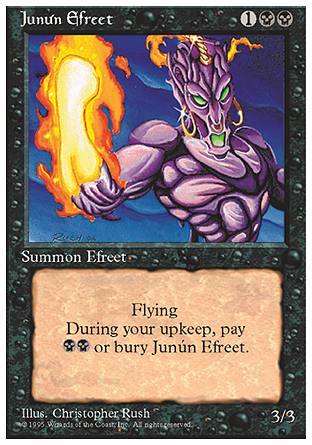 Junún Efreet 1
Summon Efreet
Flying
During your upkeep, pay
or bury Junún Efreet.
Illus. Christopher Rush
© 1995 Wizards of the Coast, Inc. All rights reserved.
3/3